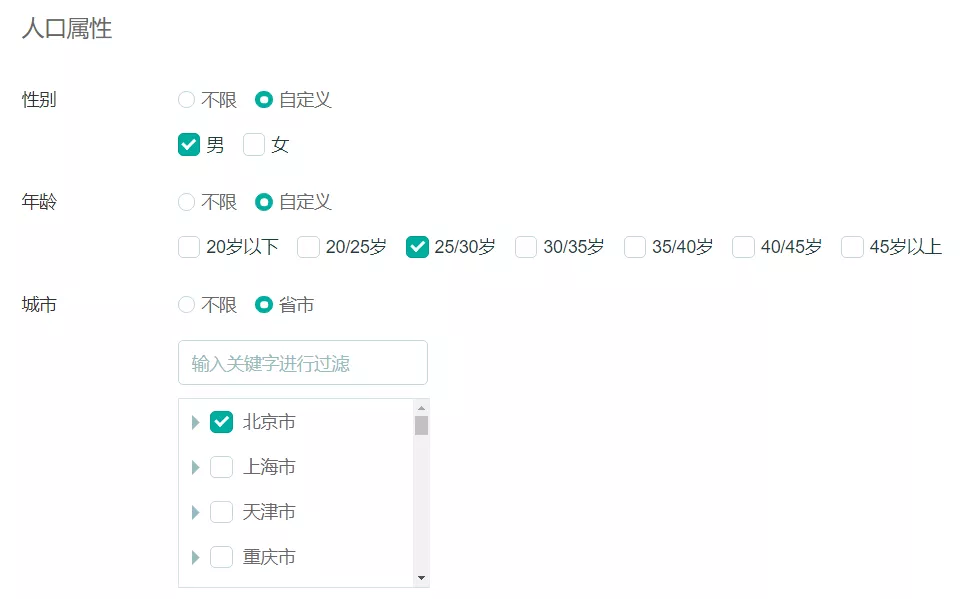 人口属性
性别 不限 自定义
男 女
年龄 不限 自定义
20岁以下 20/25岁 25/30岁 30/35岁 35/40岁 40/45岁 45岁以上
城市 不限 省市
输入关键字进行过滤
北京市
上海市
天津市
重庆市